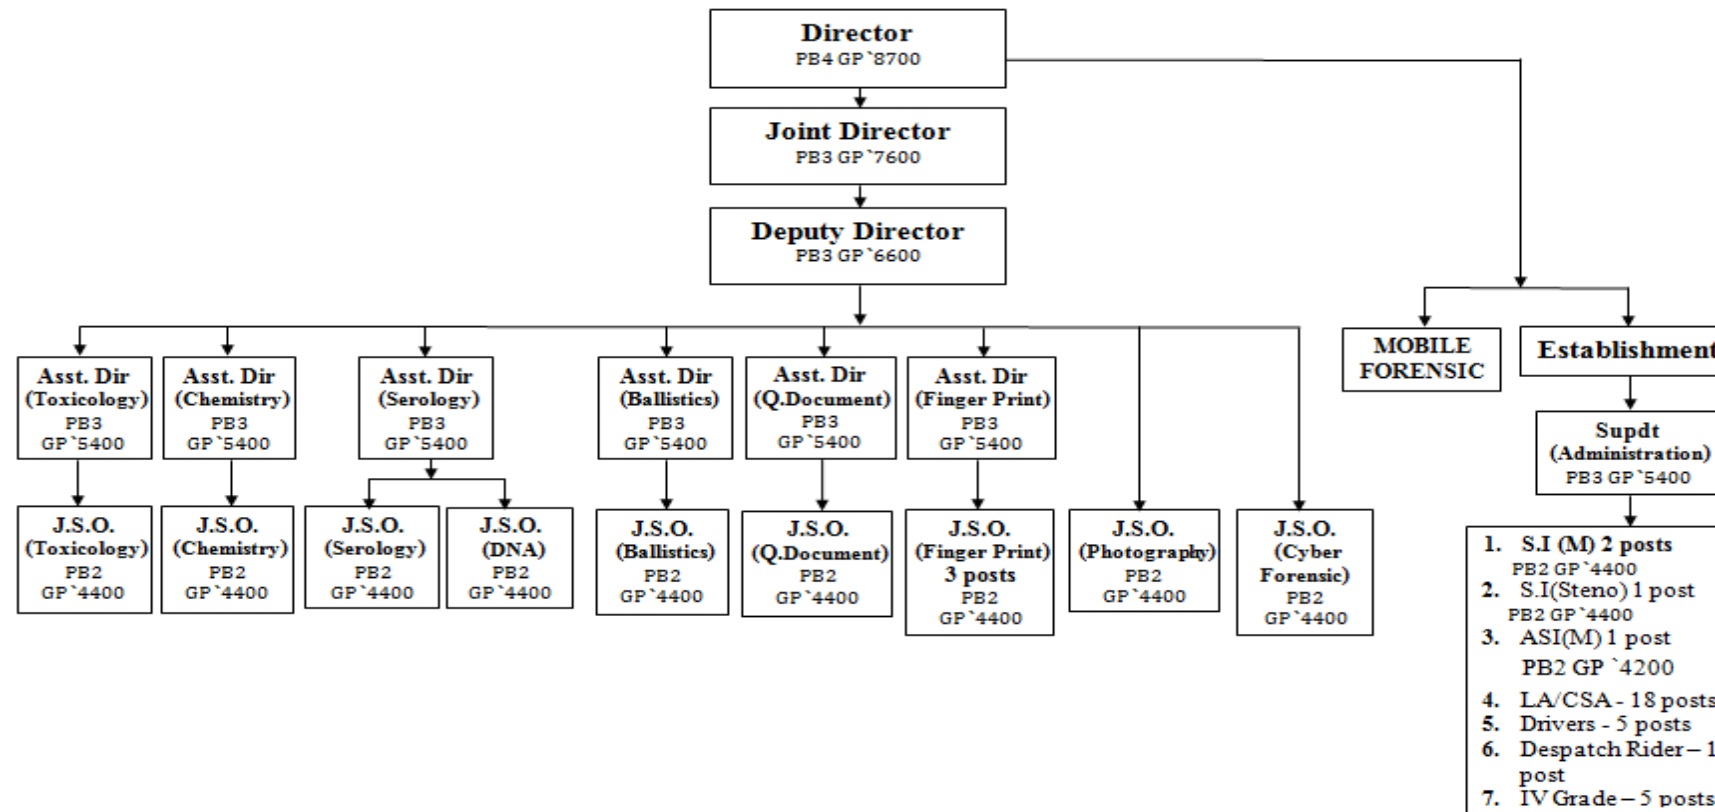 Director
PB4 GP `8700
Joint Director
PB3 GP `7600
Deputy Director
PB3 GP `6600
Asst. Dir
(Toxicology)
PB3
GP `5400
Asst. Dir
(Chemistry)
PB3
GP `5400
Asst. Dir
(Serology)
PB3
GP `5400
Asst. Dir
(Ballistics)
PB3
GP `5400
Asst. Dir
(Q.Document)
PB3
GP `5400
Asst. Dir
(Finger Print)
PB3
GP `5400
MOBILE
FORENSIC
Establishment
Supdt
(Administration)
PB3 GP `5400
J.S.O.
(Toxicology)
PB2
GP `4400
J.S.O.
(Chemistry)
PB2
GP `4400
J.S.O.
(Serology)
PB2
GP `4400
J.S.O.
(DNA)
PB2
GP `4400
J.S.O.
(Ballistics)
PB2
GP `4400
J.S.O.
(Q.Document)
PB2
GP `4400
J.S.O.
(Finger Print)
3 posts
PB2
GP `4400
J.S.O.
(Photography)
PB2
GP `4400
J.S.O.
(Cyber
Forensic)
PB2
GP `4400
1. S.I (M) 2 posts
PB2 GP `4400
2. S.I(Steno) 1 post
PB2 GP `4400
3. ASI(M) 1 post
PB2 GP `4200
4. LA/CSA - 18 posts
5. Drivers - 5 posts
6. Despatch Rider – 1
post
7. IV Grade – 5 posts